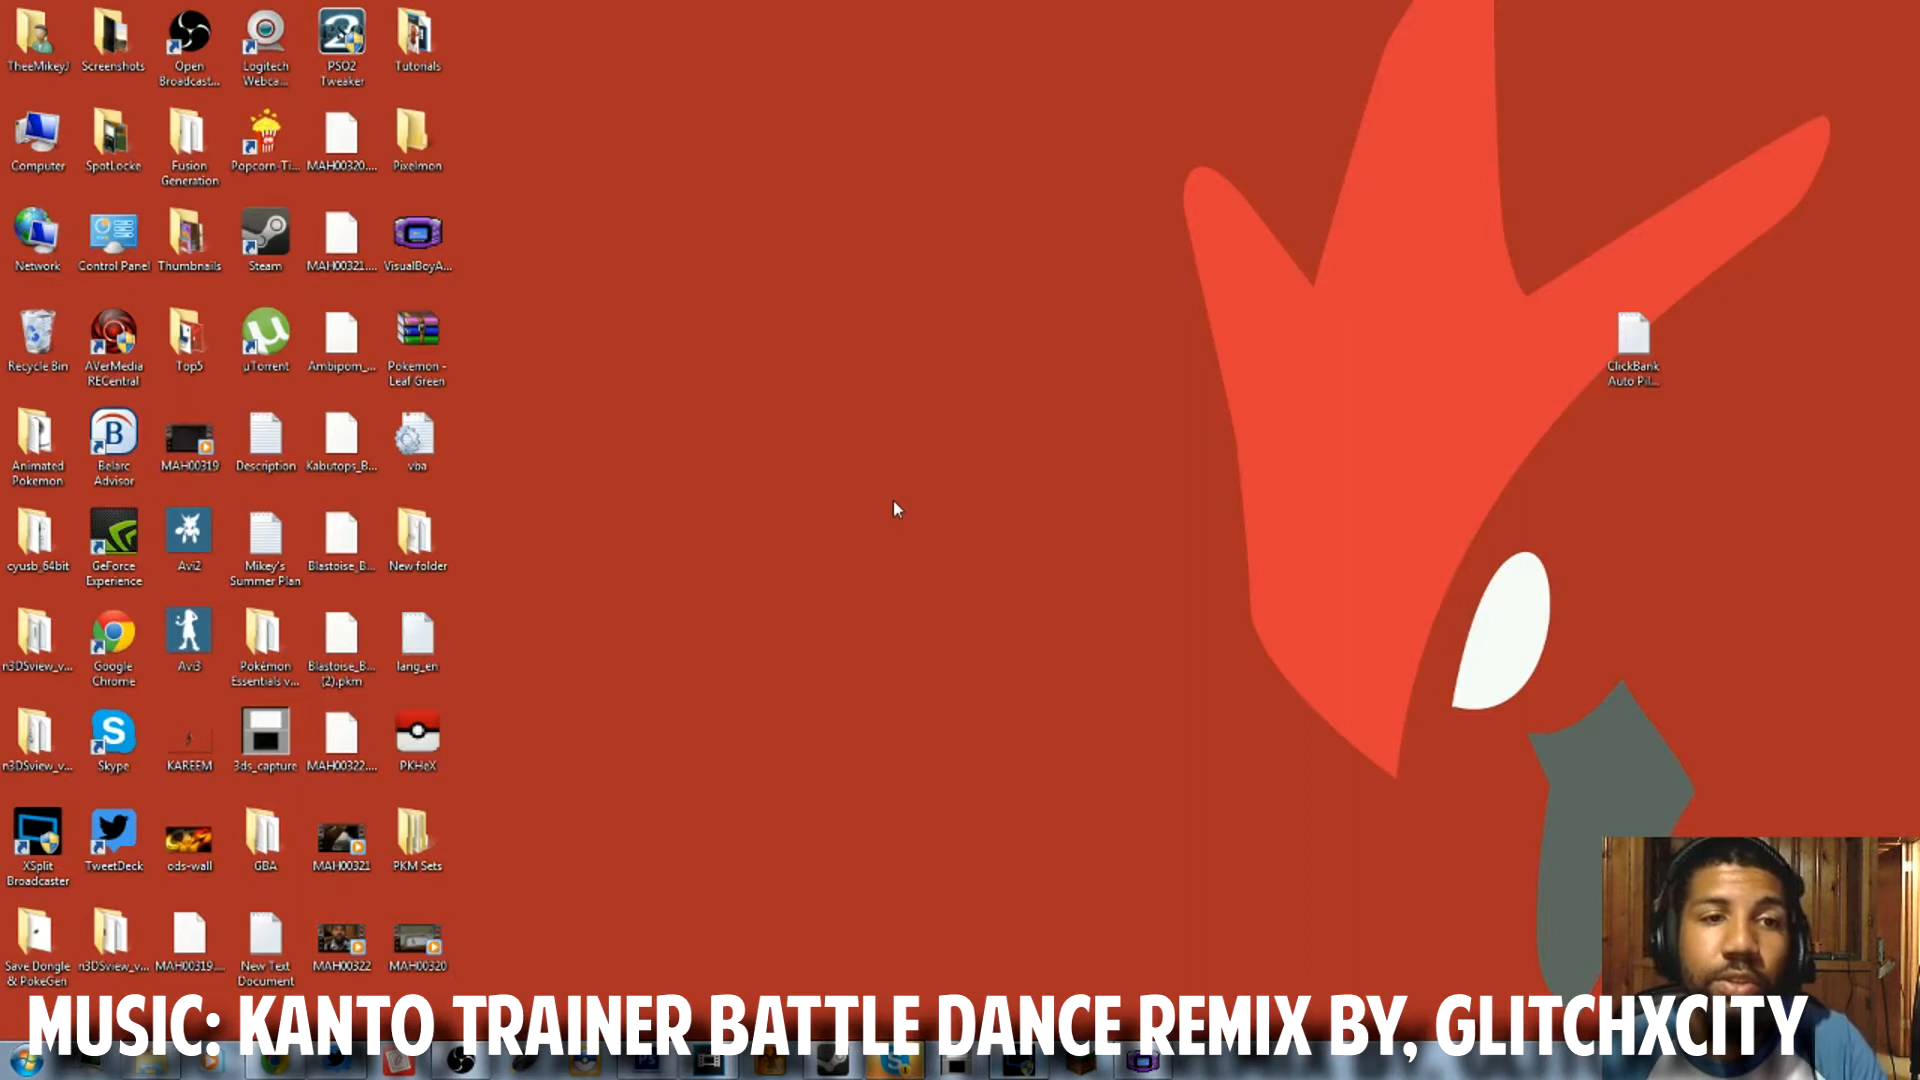 TheeMikeyJ
Screenshots
Open
Broadcast...
Logitech
Webca...
PSO2
Tweaker
Tutorials
Computer
SpotLocke
Fusion
Generation
Popcorn-Ti...
MAH00320....
Pixelmon
Network
Control Panel
Thumbnails
Steam
MAH00321....
VisualBoyA...
Recycle Bin
AVerMedia
RECentral
Top5
µTorrent
Ambipom_...
Pokemon -
Leaf Green
ClickBank
Auto Pil...
Animated
Pokemon
Belarc
Advisor
MAH00319
Description
Kabutops_B...
vba
cyusb_64bit
GeForce
Experience
Avi2
Mikey's
Summer Plan
Blastoise_B...
New folder
n3DSview_v...
Google
Chrome
Avi3
Pokémon
Essentials v...
Blastoise_B...
(2).pkm
lang_en
n3DSview_v...
Skype
KAREEM
3ds_capture
MAH00322....
PKHeX
XSplit
Broadcaster
TweetDeck
ods-wall
GBA
MAH00321
PKM Sets
Save Dongle
& PokeGen
n3DSview_v...
MAH00319....
New Text
Document
MAH00322
MAH00320
MUSIC: KANTO TRAINER BATTLE DANCE REMIX BY, GLITCHXCITY